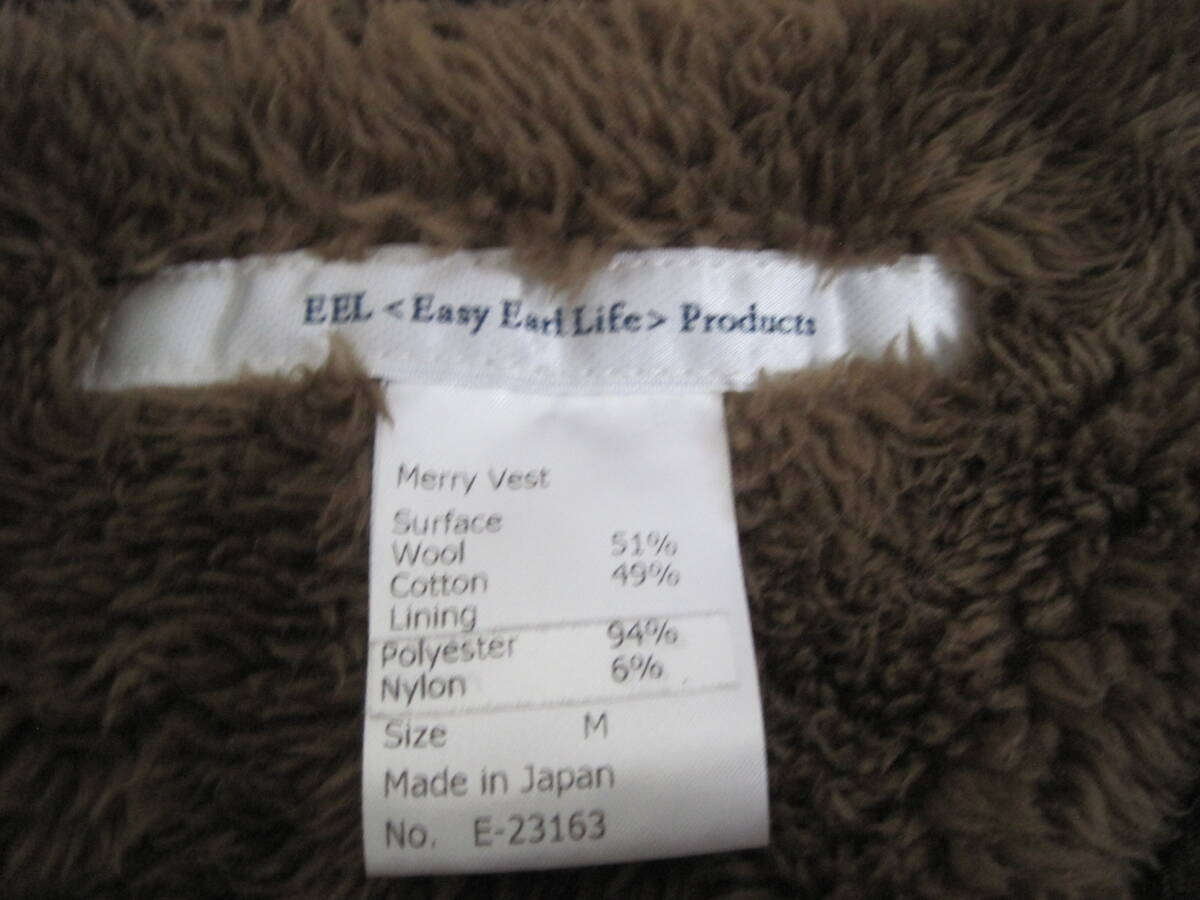 EEL <Easy Earl Life> Products
Merry Vest
Surface
Wool 51%
Cotton 49%
Lining
Polyester 94%
Nylon 6%
Size M
Made in Japan
No. E-23163